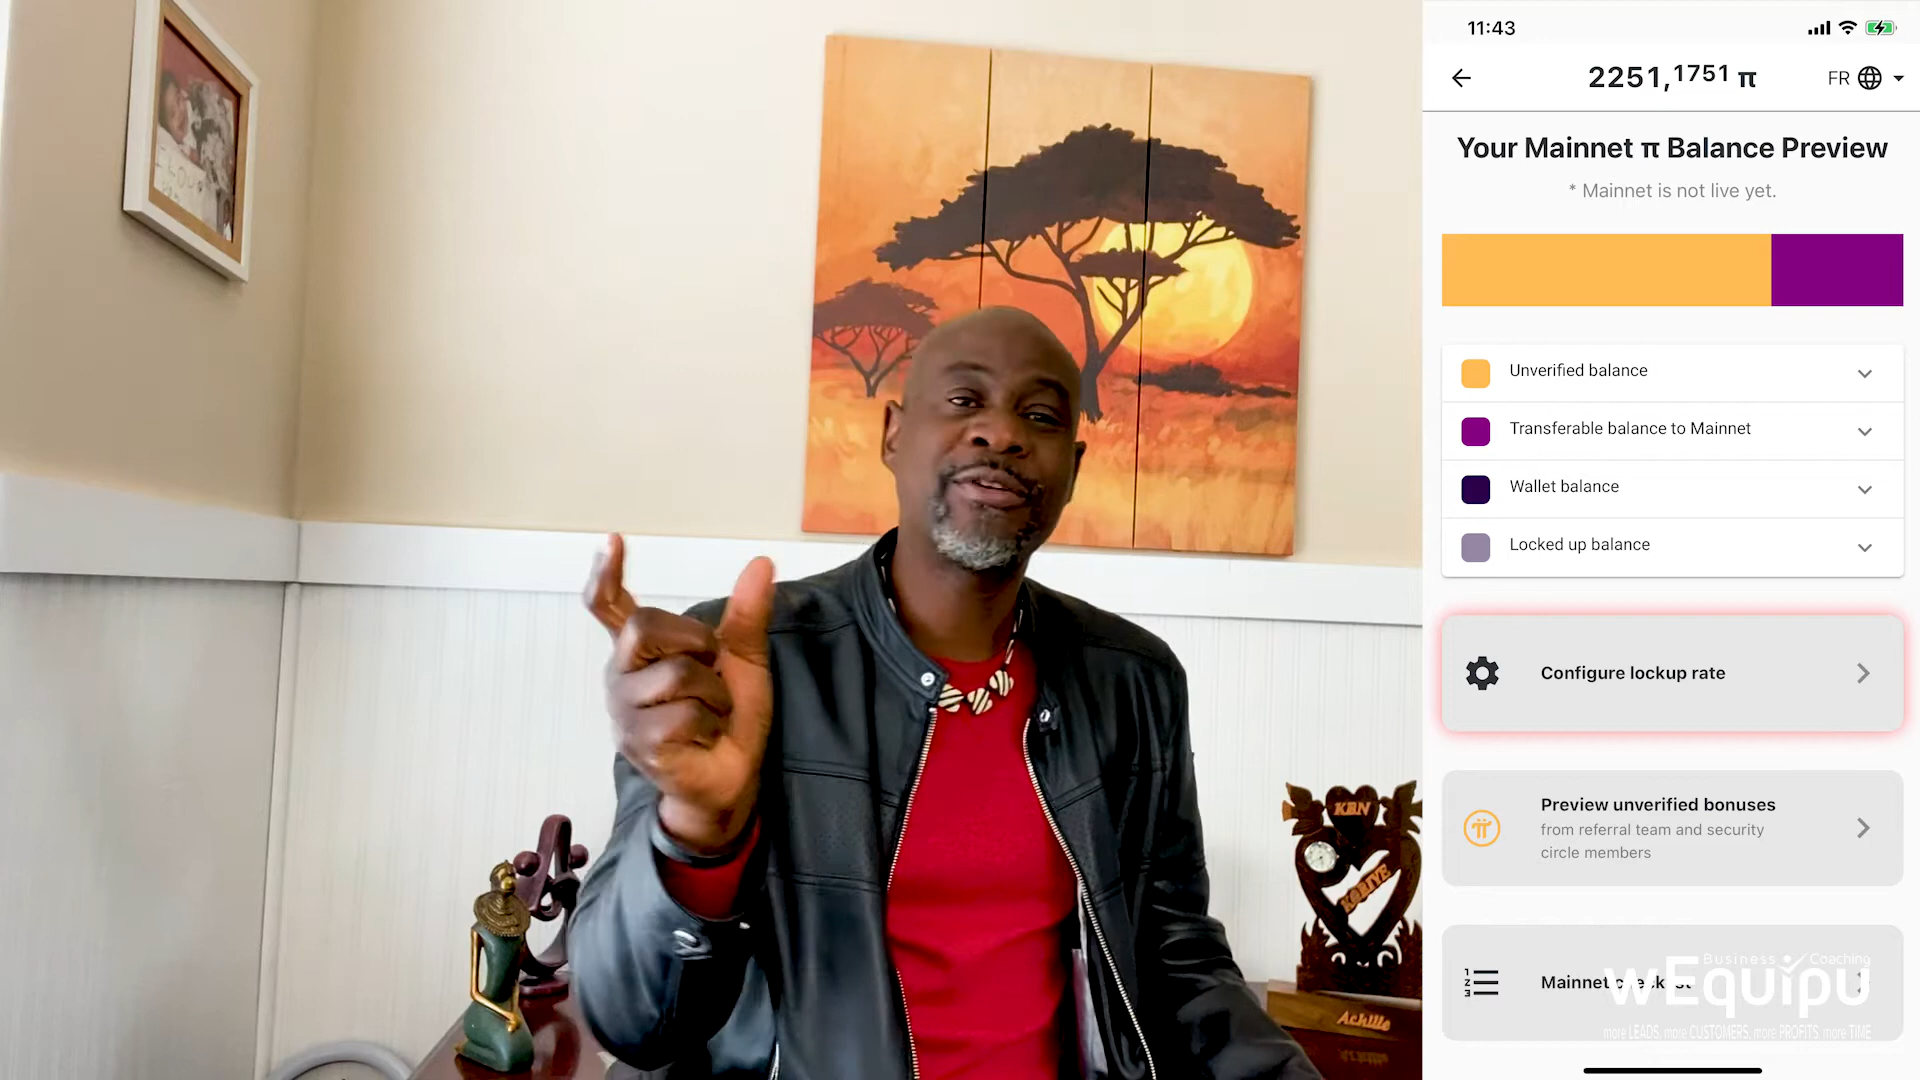 11:43
2251,1751 π
FR
Your Mainnet π Balance Preview
* Mainnet is not live yet.
Unverified balance
Transferable balance to Mainnet
Wallet balance
Locked up balance
Configure lockup rate
Preview unverified bonuses
from referral team and security
circle members
Mainnet checklist
Business Coaching
wEquipu
more LEADS, more CUSTOMERS, more PROFITS, more TIME
KBN
Achille